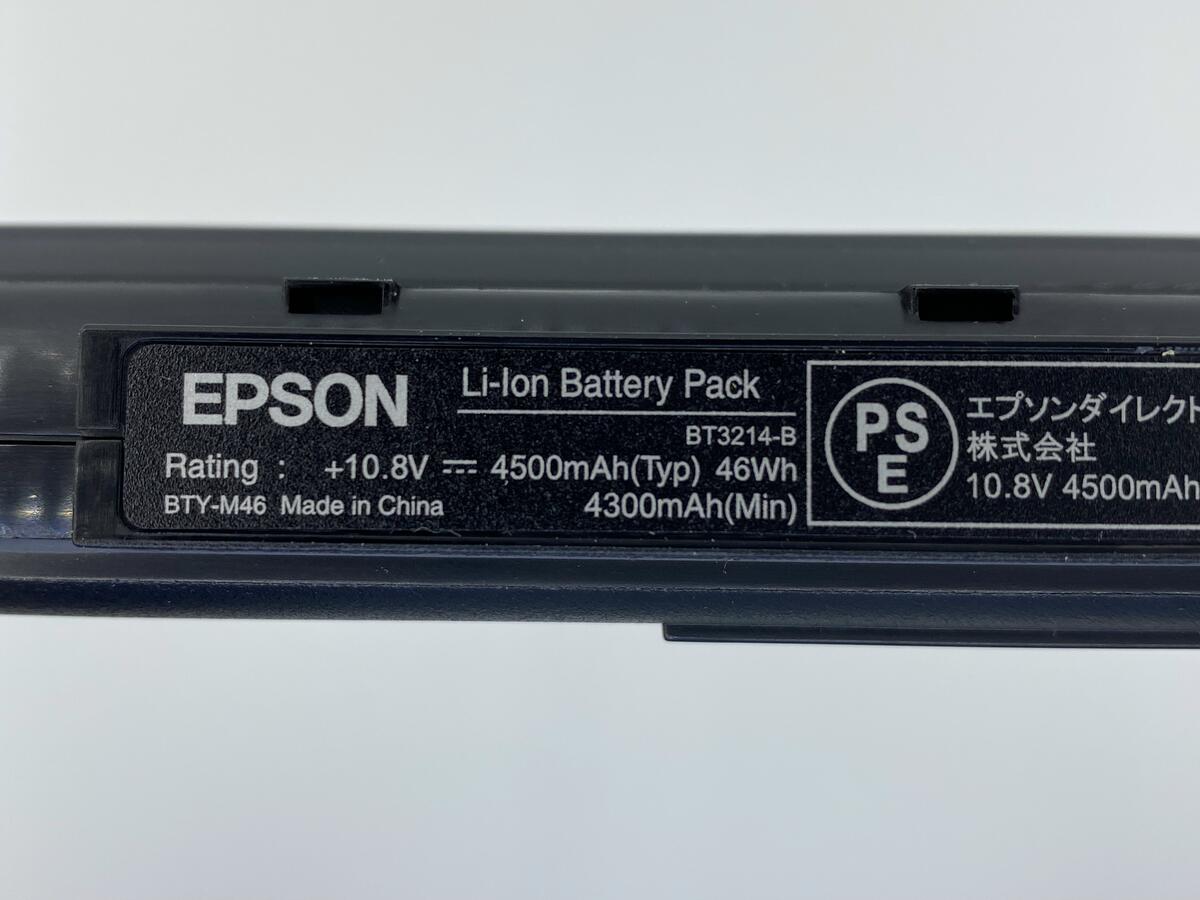 EPSON
Li-Ion Battery Pack
BT3214-B
Rating : +10.8V ⎓ 4500mAh(Typ) 46Wh
BTY-M46 Made in China 4300mAh(Min)
PS
E
エプソンダイレクト
株式会社
10.8V 4500mAh